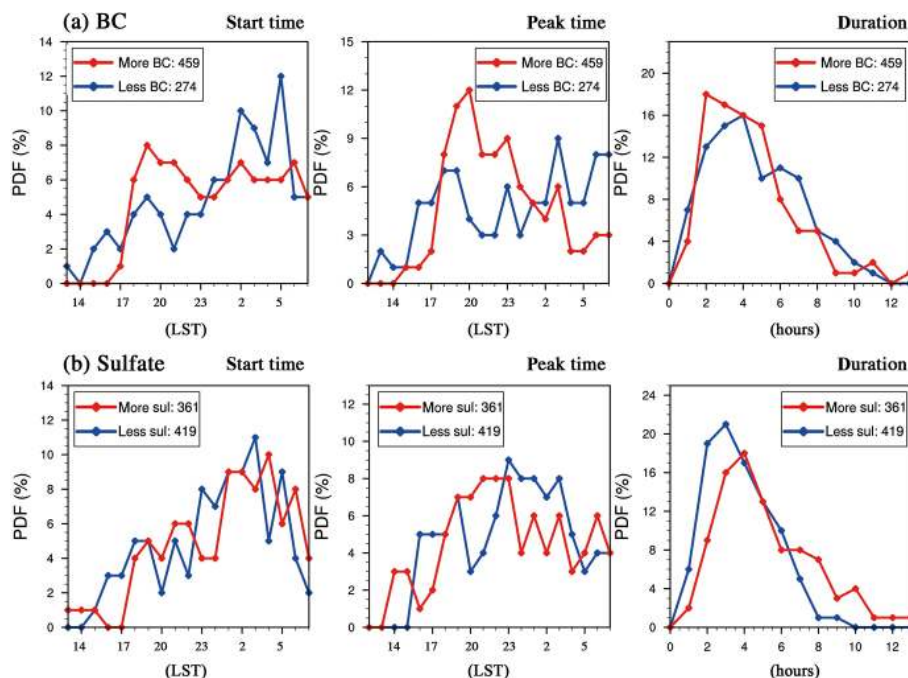 (a) BC
Start time
Peak time
Duration
14
12
10
8
6
4
2
0
PDF (%)
More BC: 459
Less BC: 274
14
17
20
23
2
5
(LST)
15
12
9
6
3
0
PDF (%)
More BC: 459
Less BC: 274
14
17
20
23
2
5
(LST)
20
16
12
8
4
0
PDF (%)
More BC: 459
Less BC: 274
0
2
4
6
8
10
12
(hours)
(b) Sulfate
Start time
Peak time
Duration
14
12
10
8
6
4
2
0
PDF (%)
More sul: 361
Less sul: 419
14
17
20
23
2
5
(LST)
13
12
10
8
6
4
2
0
PDF (%)
More sul: 361
Less sul: 419
14
17
20
23
2
5
(LST)
24
20
16
12
8
4
0
PDF (%)
More sul: 361
Less sul: 419
0
2
4
6
8
10
12
(hours)